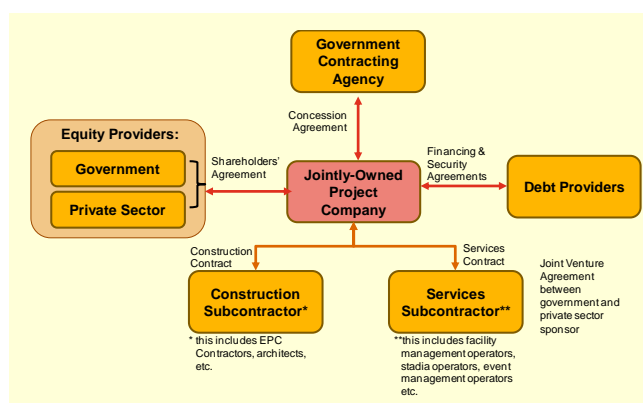 Government
Contracting
Agency
Concession
Agreement
Equity Providers:
Government
Private Sector
Shareholders'
Agreement
Jointly-Owned
Project
Company
Financing &
Security
Agreements
Debt Providers
Construction
Contract
Services
Contract
Construction
Subcontractor*
Services
Subcontractor**
Joint Venture
Agreement
between
government and
private sector
sponsor
* this includes EPC
Contractors, architects,
etc.
**this includes facility
management operators,
stadia operators, event
management operators
etc.